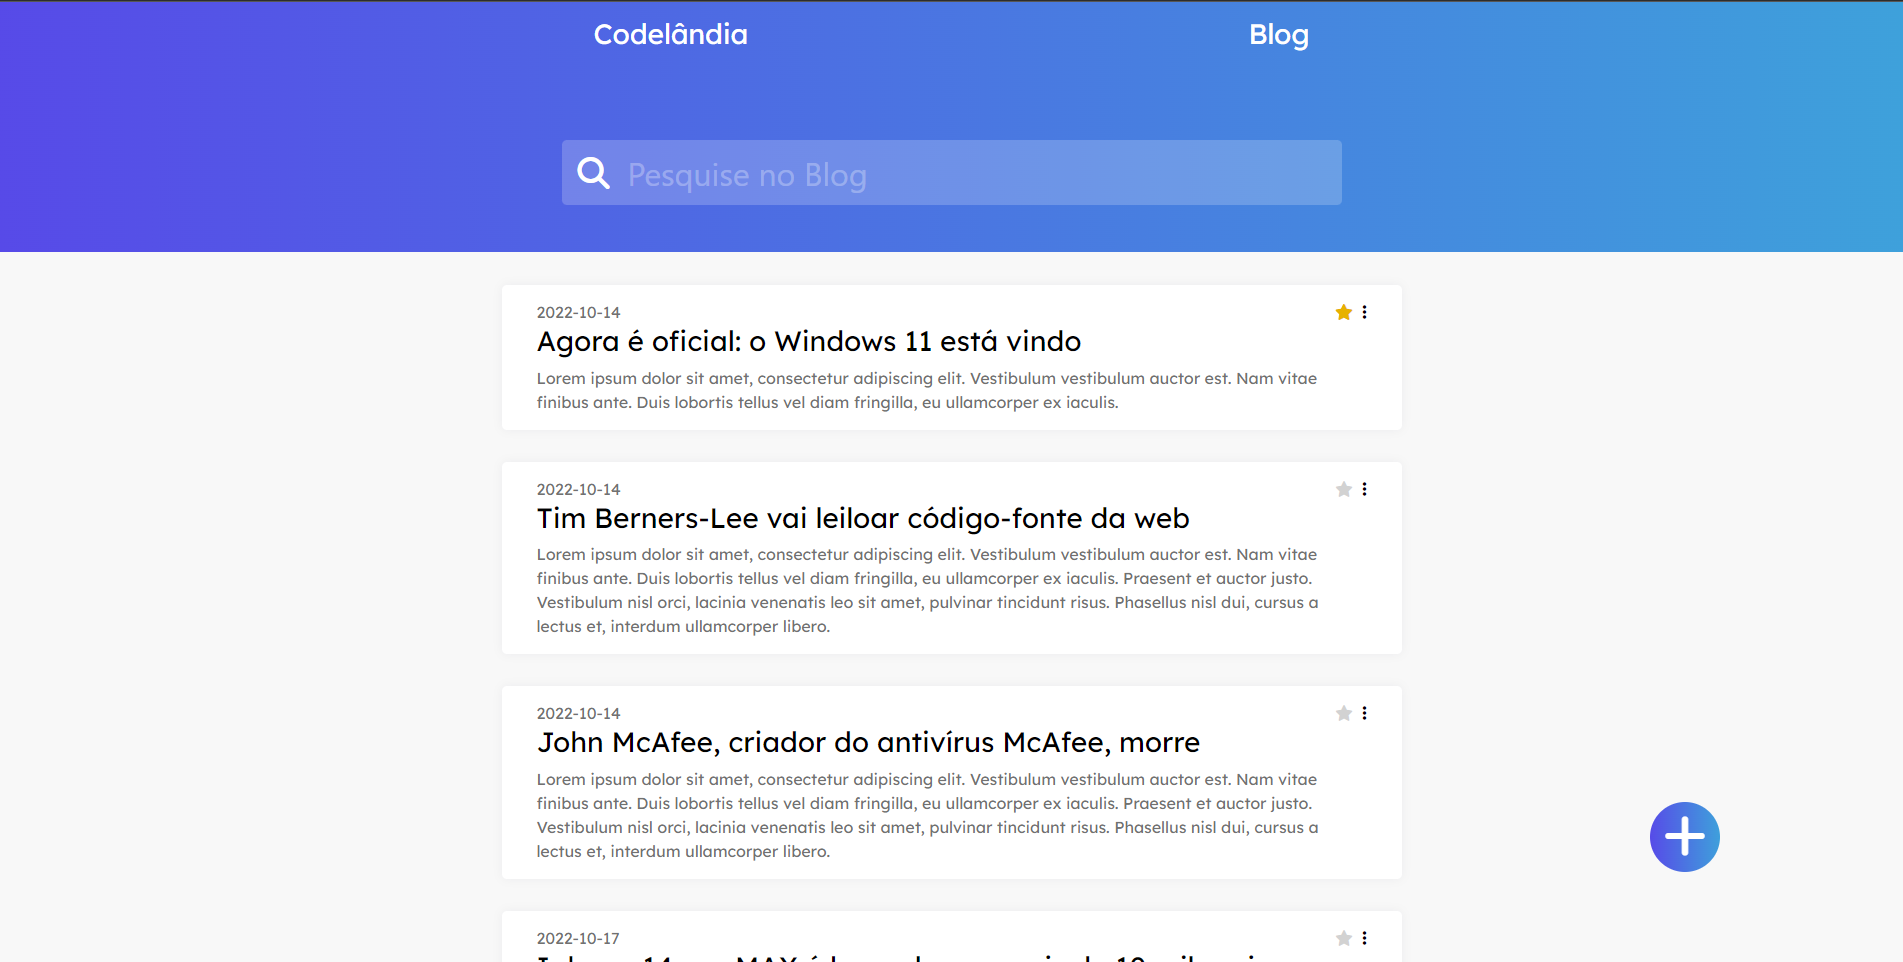 Codelândia
Blog
Pesquise no Blog
2022-10-14
Agora é oficial: o Windows 11 está vindo
Lorem ipsum dolor sit amet, consectetur adipiscing elit. Vestibulum vestibulum auctor est. Nam vitae
finibus ante. Duis lobortis tellus vel diam fringilla, eu ullamcorper ex iaculis.
2022-10-14
Tim Berners-Lee vai leiloar código-fonte da web
Lorem ipsum dolor sit amet, consectetur adipiscing elit. Vestibulum vestibulum auctor est. Nam vitae
finibus ante. Duis lobortis tellus vel diam fringilla, eu ullamcorper ex iaculis. Praesent et auctor justo.
Vestibulum nisl orci, lacinia venenatis leo sit amet, pulvinar tincidunt risus. Phasellus nisl dui, cursus a
lectus et, interdum ullamcorper libero.
2022-10-14
John McAfee, criador do antivírus McAfee, morre
Lorem ipsum dolor sit amet, consectetur adipiscing elit. Vestibulum vestibulum auctor est. Nam vitae
finibus ante. Duis lobortis tellus vel diam fringilla, eu ullamcorper ex iaculis. Praesent et auctor justo.
Vestibulum nisl orci, lacinia venenatis leo sit amet, pulvinar tincidunt risus. Phasellus nisl dui, cursus a
lectus et, interdum ullamcorper libero.
2022-10-17